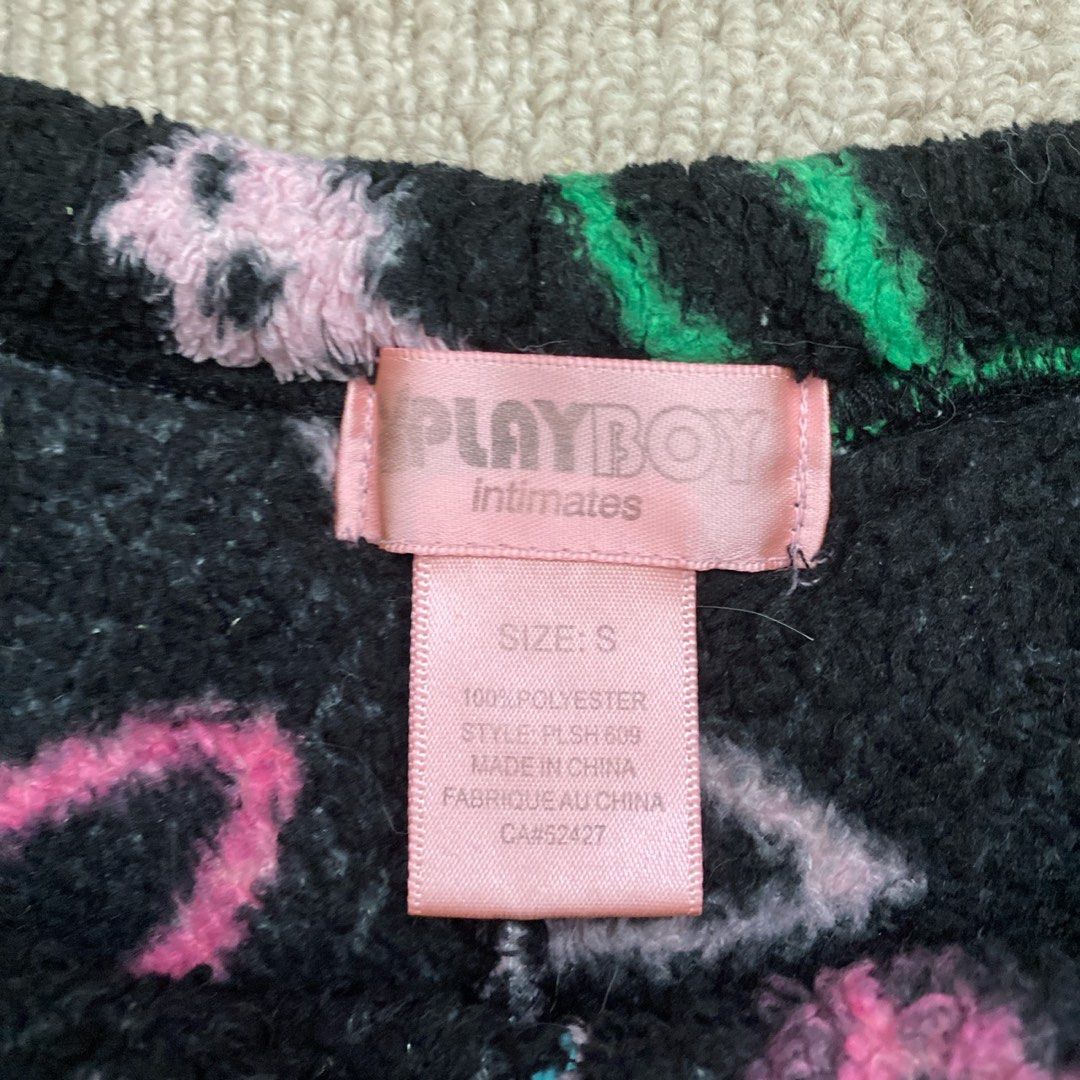 PLAYBOY
intimates
SIZE: S
100% POLYESTER
STYLE: PLSH 609
MADE IN CHINA
FABRIQUE AU CHINA
CA#52427